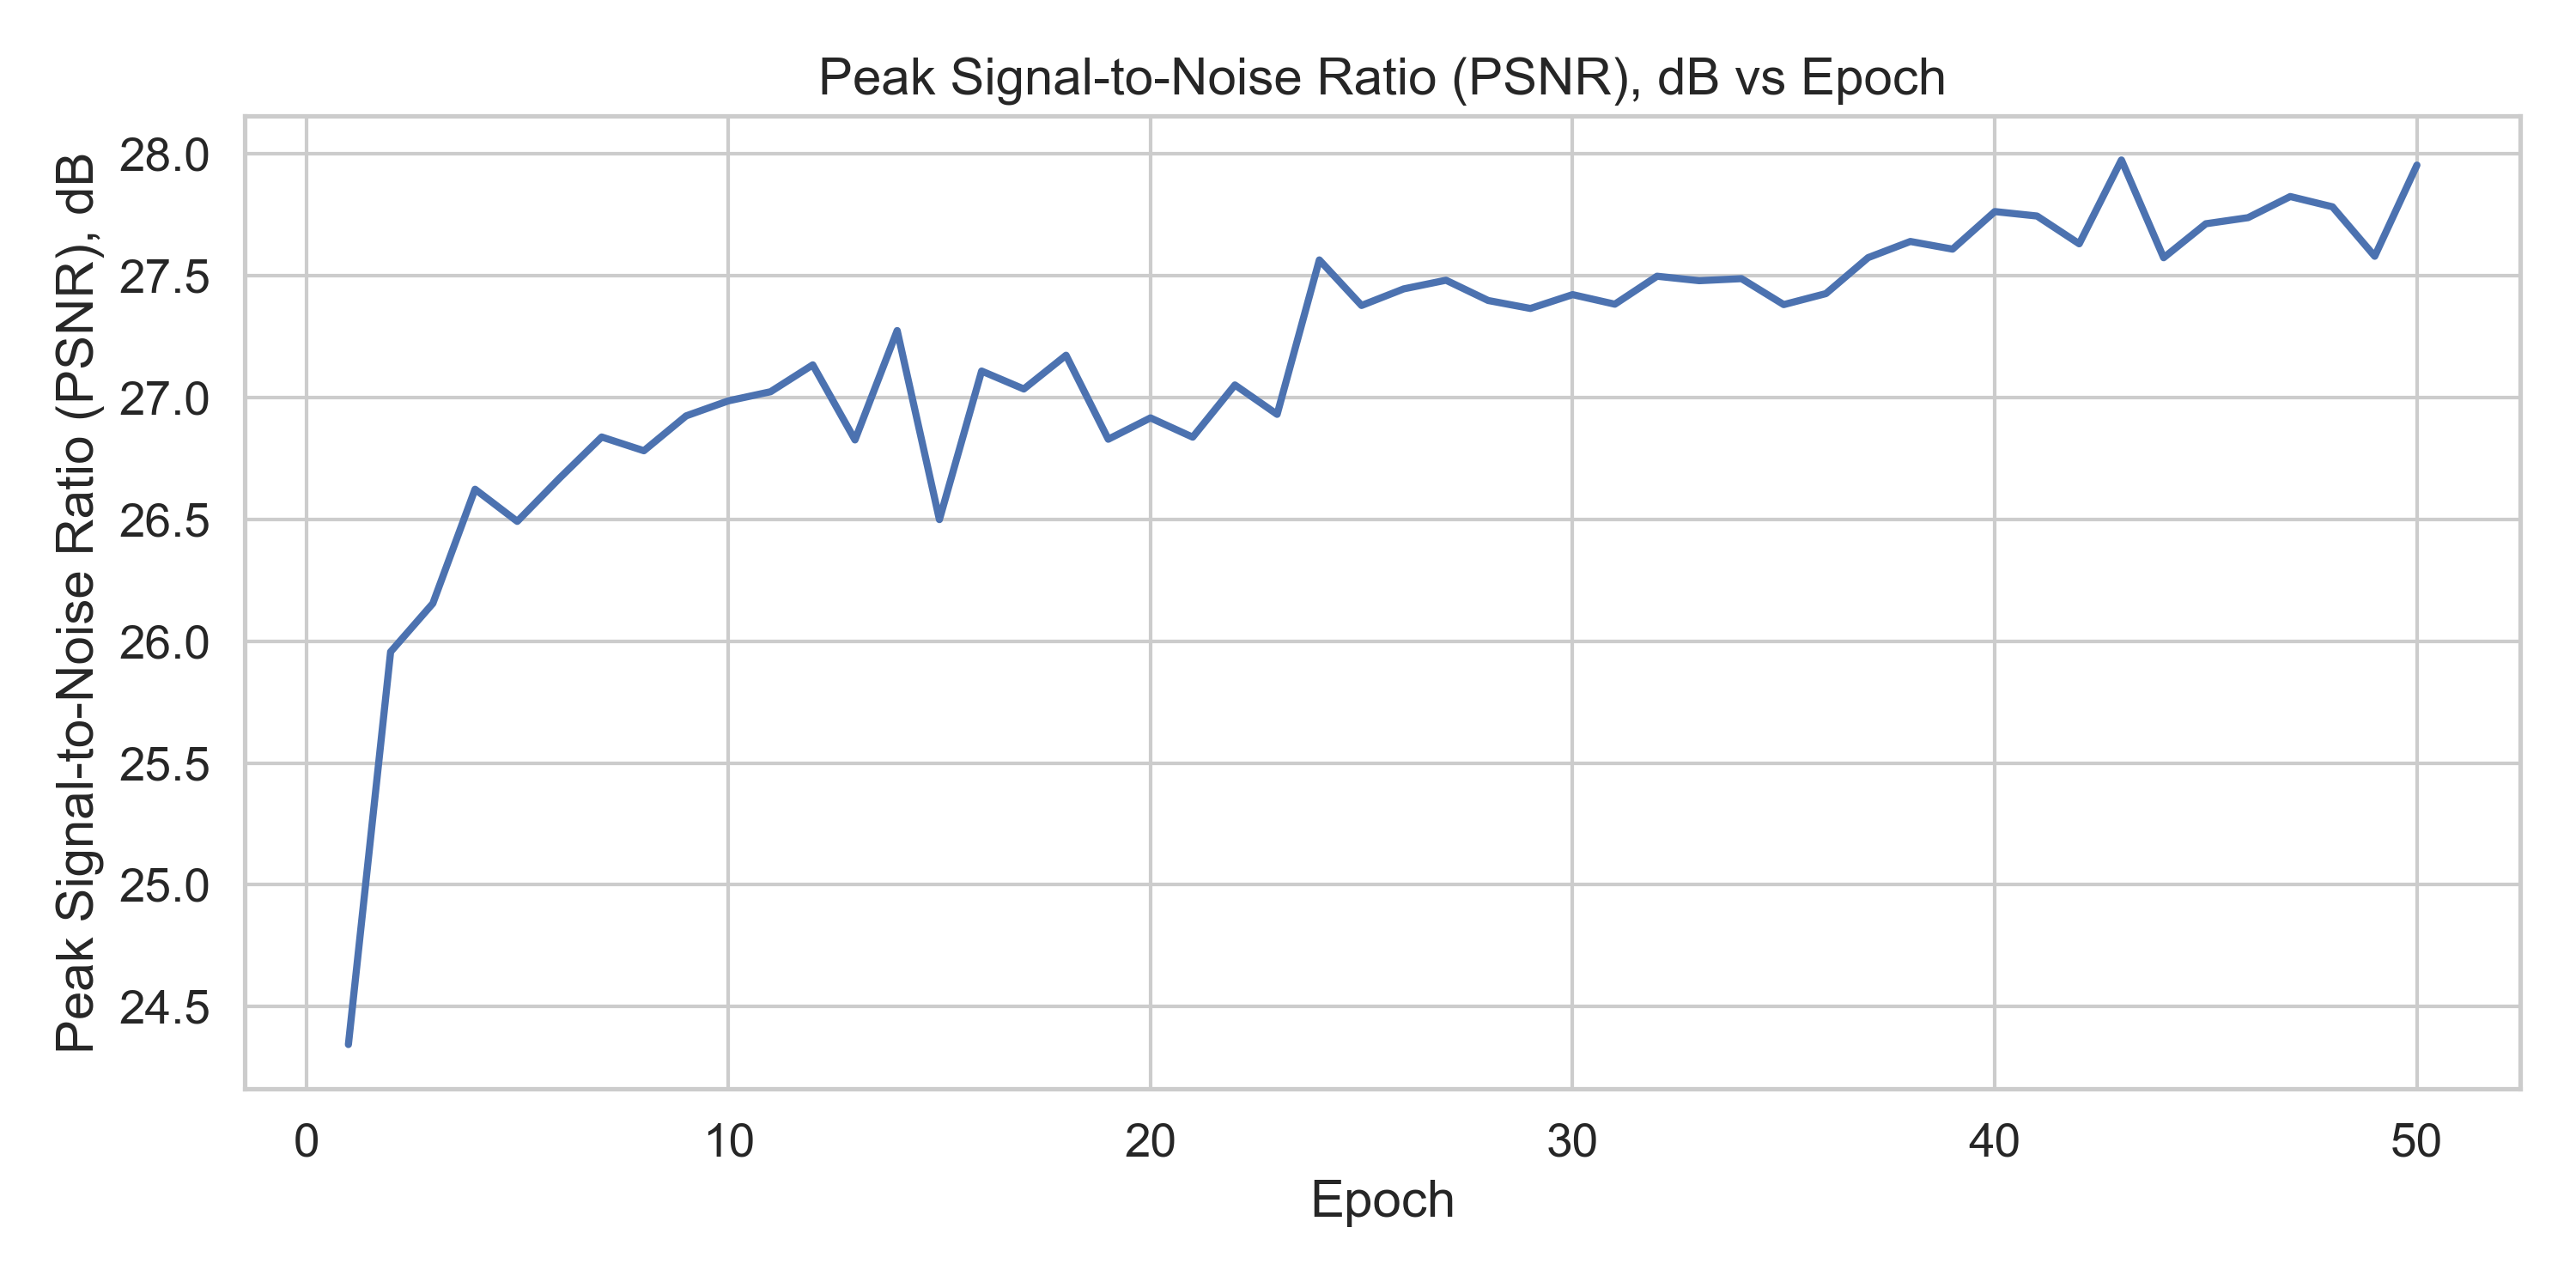 Peak Signal-to-Noise Ratio (PSNR), dB vs Epoch
Peak Signal-to-Noise Ratio (PSNR), dB
28.0
27.5
27.0
26.5
26.0
25.5
25.0
24.5
0 10 20 30 40 50
Epoch